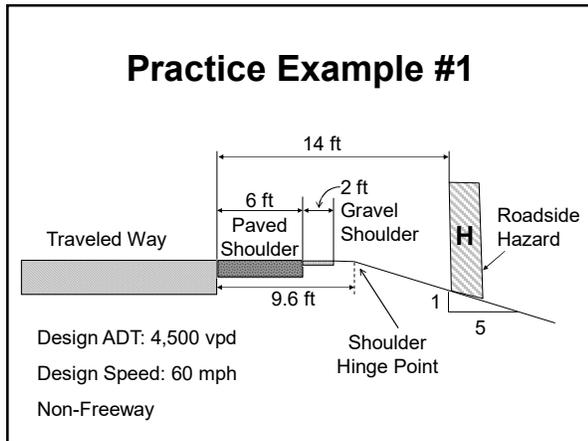 Practice Example #1
14 ft
2 ft
6 ft
Gravel
Shoulder
Paved
Shoulder
Traveled Way
H
Roadside
Hazard
9.6 ft
1
5
Shoulder
Hinge Point
Design ADT: 4,500 vpd
Design Speed: 60 mph
Non-Freeway